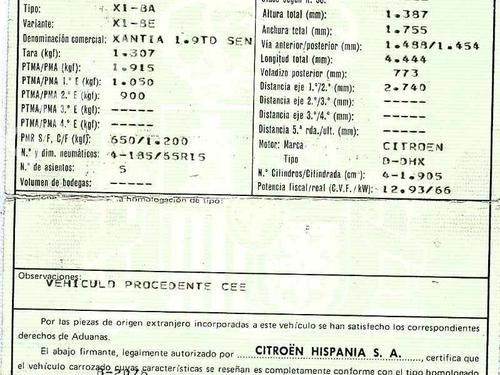 Tipo: X1-BA
Variante: X1-BE
Denominación comercial: XANTIA 1.9TD SEN
Tara (kgf): 1.307
PTMA/PMA (kgf): 1.915
PTMA/PMA 1.º E (kgf): 1.050
PTMA/PMA 2.º E (kgf): 900
PTMA/PMA 3.º E (kgf): -----
PTMA/PMA 4.º E (kgf): -----
PMR S/F, C/F (kgf): 650/1.200
N.º y dim. neumáticos: 4-185/55R15
N.º de asientos: 5
Volumen de bodegas: -----
Altura total (mm): 1.387
Anchura total (mm): 1.755
Vía anterior/posterior (mm): 1.488/1.454
Longitud total (mm): 4.444
Voladizo posterior (mm): 773
Distancia eje 1.º/2.º (mm): 2.740
Distancia eje 2.º/3.º (mm): -----
Distancia eje 3.º/4.º (mm): -----
Distancia 5.ª rda./últ. (mm): -----
Motor: Marca CITROEN
Tipo D-DHX
N.º Cilindros/Cilindrada (cm³): 4-1.905
Potencia fiscal/real (C.V.F./kW): 12.93/66
homologación de tipo:
Observaciones:
VEHICULO PROCEDENTE CEE
Por las piezas de origen extranjero incorporadas a este vehículo se han satisfecho los correspondientes
derechos de Aduanas.
El abajo firmante, legalmente autorizado por CITROËN HISPANIA S. A. , certifica que
el vehículo carrozado cuyas características se reseñan es completamente conforme con el tipo homologado